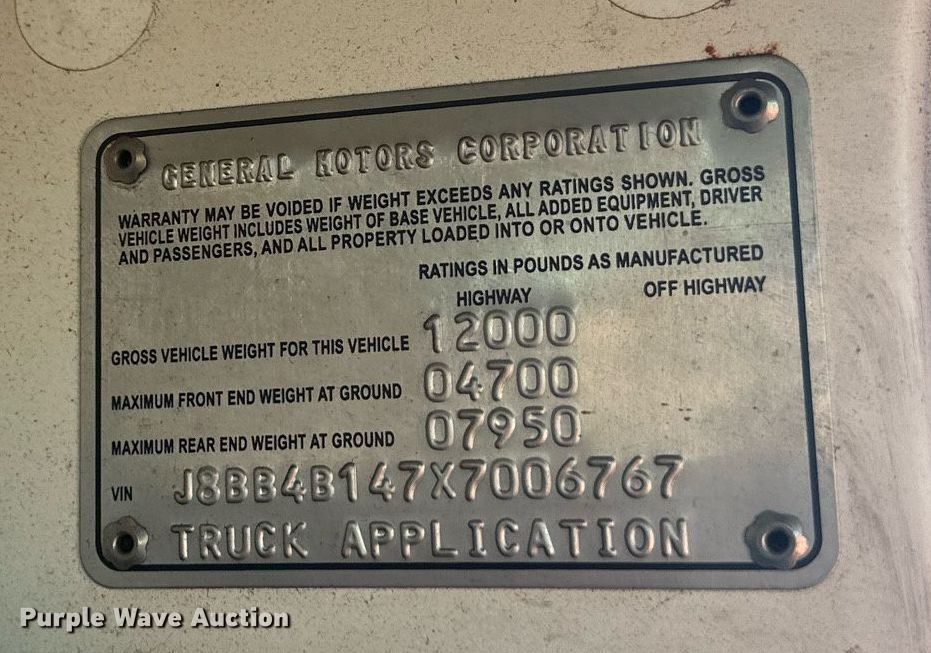 GENERAL MOTORS CORPORATION
WARRANTY MAY BE VOIDED IF WEIGHT EXCEEDS ANY RATINGS SHOWN. GROSS
VEHICLE WEIGHT INCLUDES WEIGHT OF BASE VEHICLE, ALL ADDED EQUIPMENT, DRIVER
AND PASSENGERS, AND ALL PROPERTY LOADED INTO OR ONTO VEHICLE.
RATINGS IN POUNDS AS MANUFACTURED
HIGHWAY OFF HIGHWAY
GROSS VEHICLE WEIGHT FOR THIS VEHICLE 12000
MAXIMUM FRONT END WEIGHT AT GROUND 04700
MAXIMUM REAR END WEIGHT AT GROUND 07950
VIN J8BB4B147X7006767
TRUCK APPLICATION
Purple Wave Auction